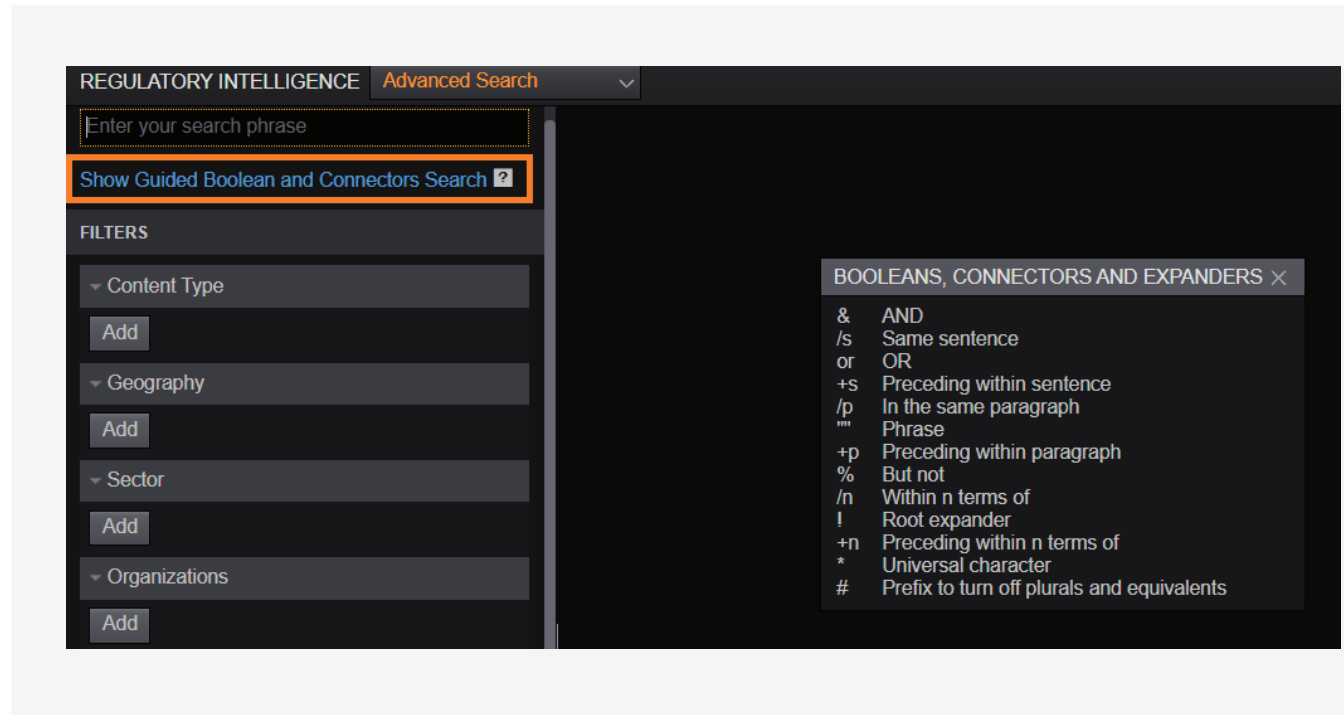 REGULATORY INTELLIGENCE Advanced Search
Enter your search phrase
Show Guided Boolean and Connectors Search ?
FILTERS
Content Type
Add
Geography
Add
Sector
Add
Organizations
Add
BOOLEANS, CONNECTORS AND EXPANDERS
& AND
/s Same sentence
or OR
+s Preceding within sentence
/p In the same paragraph
"" Phrase
+p Preceding within paragraph
% But not
/n Within n terms of
! Root expander
+n Preceding within n terms of
* Universal character
# Prefix to turn off plurals and equivalents